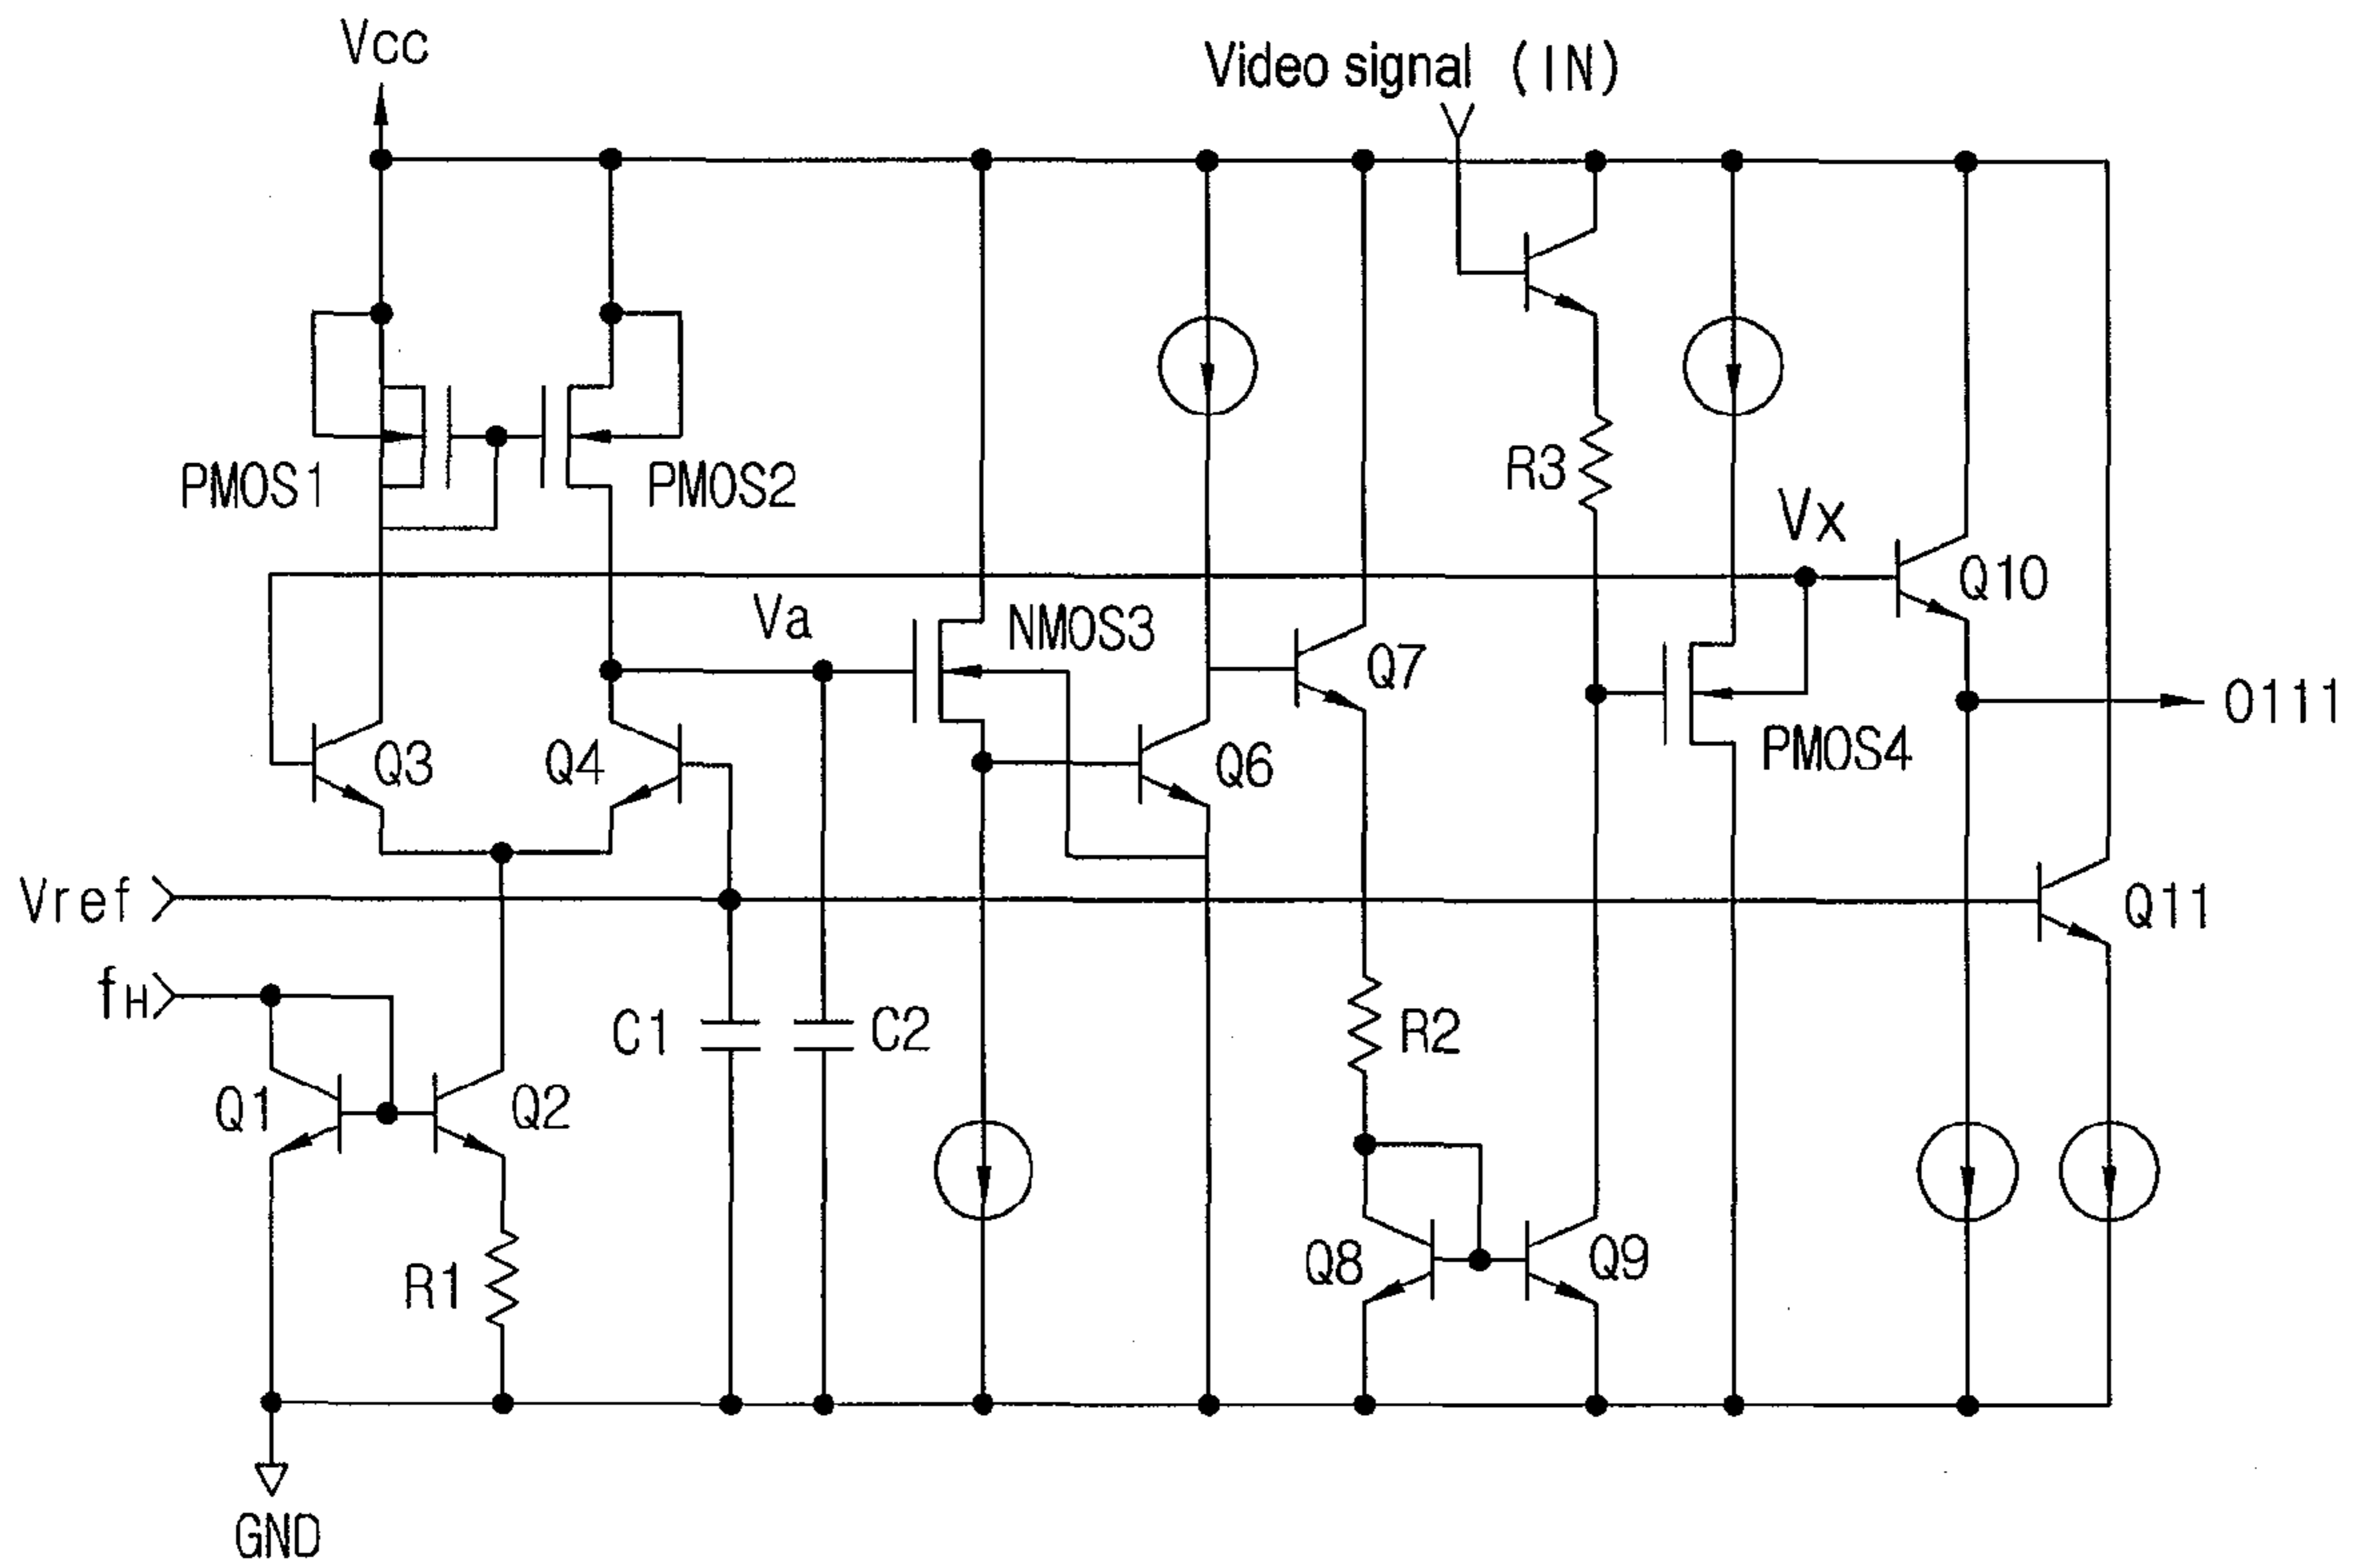 Vcc
Video signal (IN)
R3
PMOS1
PMOS2
Vx
Q10
Va
NMOS3
Q7
O111
Q3
Q4
Q6
PMOS4
Vref
Q11
fH
C1
C2
R2
Q1
Q2
R1
Q8
Q9
GND